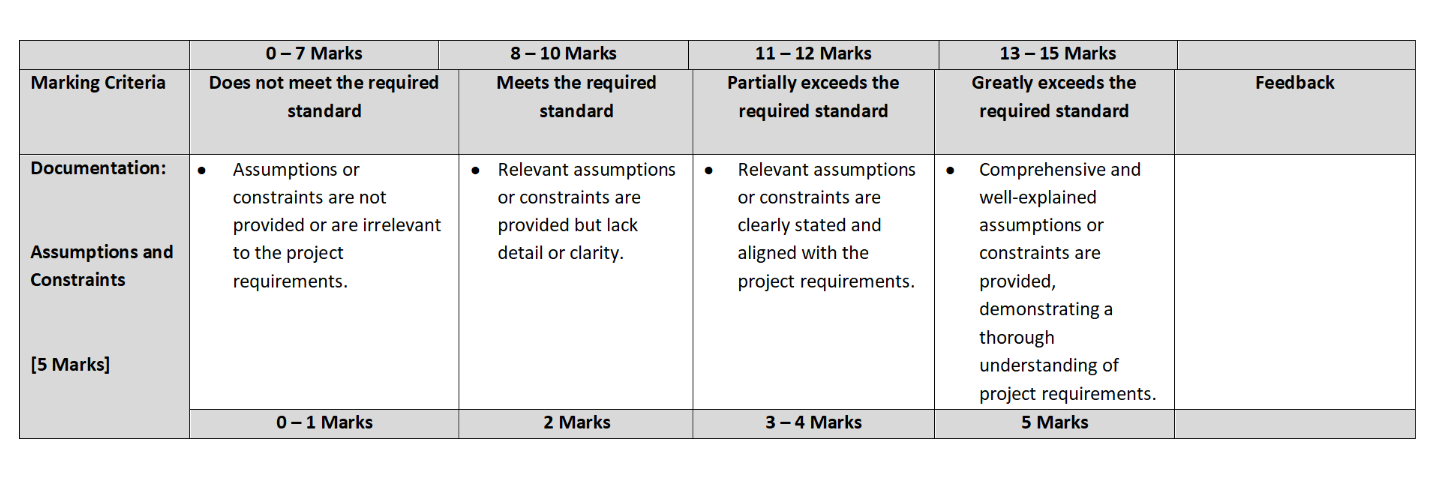 0 – 7 Marks
8 – 10 Marks
11 – 12 Marks
13 – 15 Marks
Marking Criteria
Does not meet the required
standard
Meets the required
standard
Partially exceeds the
required standard
Greatly exceeds the
required standard
Feedback
Documentation:
Assumptions and
Constraints
[5 Marks]
● Assumptions or
constraints are not
provided or are irrelevant
to the project
requirements.
● Relevant assumptions
or constraints are
provided but lack
detail or clarity.
● Relevant assumptions
or constraints are
clearly stated and
aligned with the
project requirements.
● Comprehensive and
well-explained
assumptions or
constraints are
provided,
demonstrating a
thorough
understanding of
project requirements.
0 – 1 Marks
2 Marks
3 – 4 Marks
5 Marks